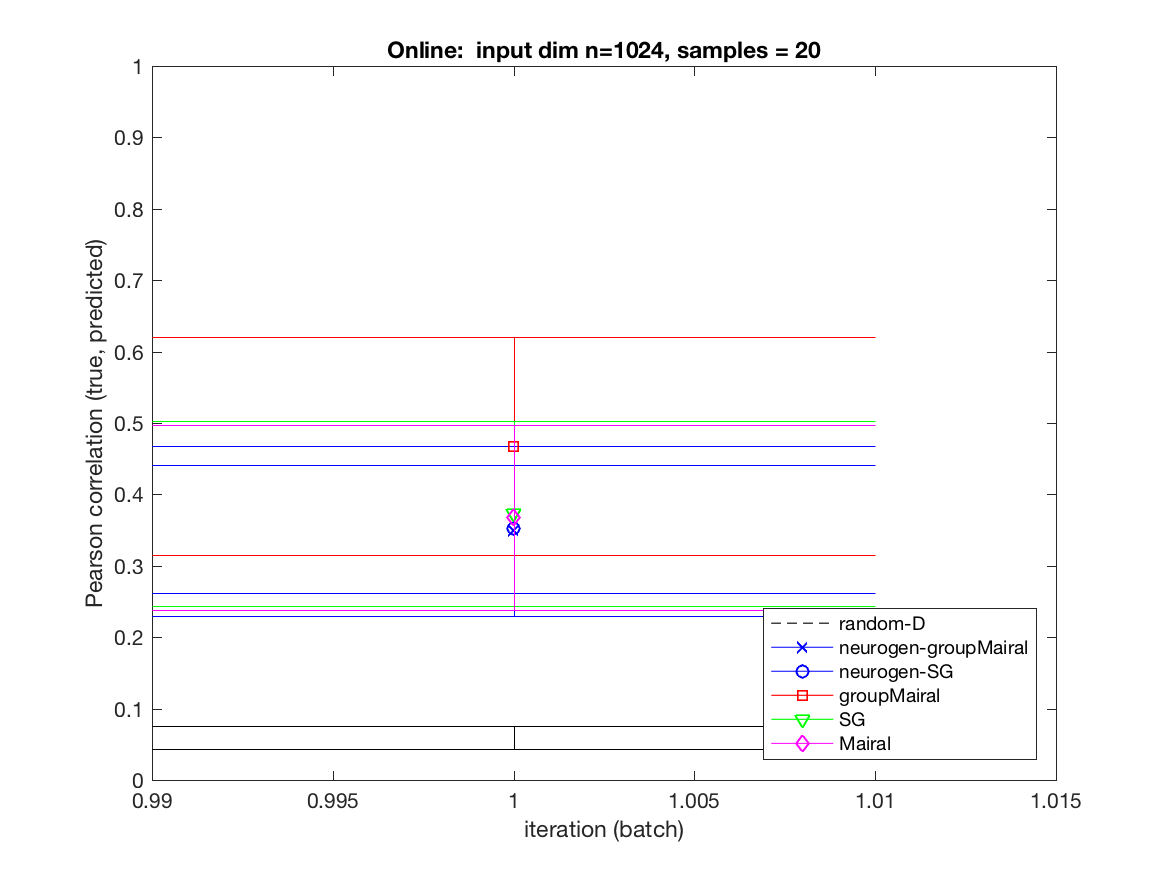 Online:  input dim n=1024, samples = 20
Pearson correlation (true, predicted)
1
0.9
0.8
0.7
0.6
0.5
0.4
0.3
0.2
0.1
0
random-D
neurogen-groupMairal
neurogen-SG
groupMairal
SG
Mairal
0.99
0.995
1
1.005
1.01
1.015
iteration (batch)